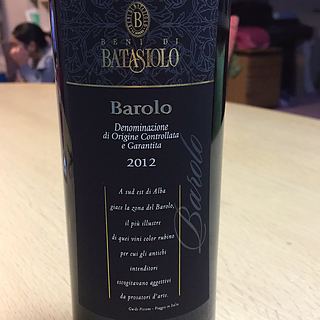 B
BENI DI
BATASIOLO
Barolo
Denominazione
di Origine Controllata
e Garantita
2012
Barolo
A sud est di Alba
giace la zona del Barolo,
il più illustre
di quei vini color rubino
per cui gli antichi
intenditori
escogitavano aggettivi
da prosatori d'arte.